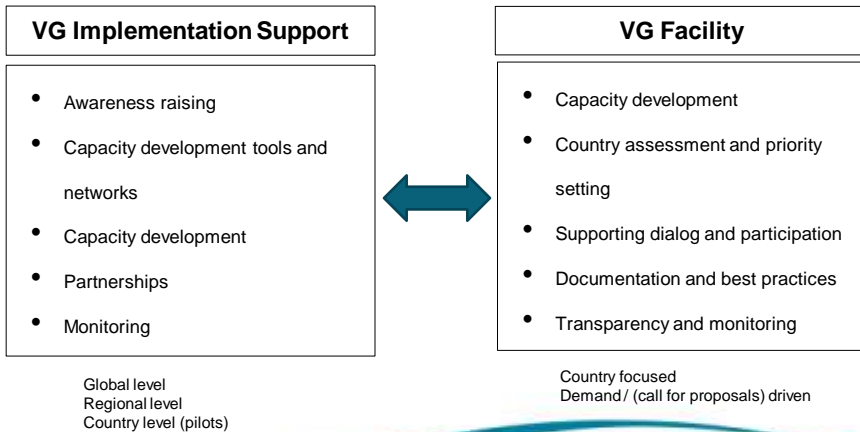 VG Implementation Support
• Awareness raising
• Capacity development tools and
networks
• Capacity development
• Partnerships
• Monitoring
Global level
Regional level
Country level (pilots)
VG Facility
• Capacity development
• Country assessment and priority
setting
• Supporting dialog and participation
• Documentation and best practices
• Transparency and monitoring
Country focused
Demand / (call for proposals) driven